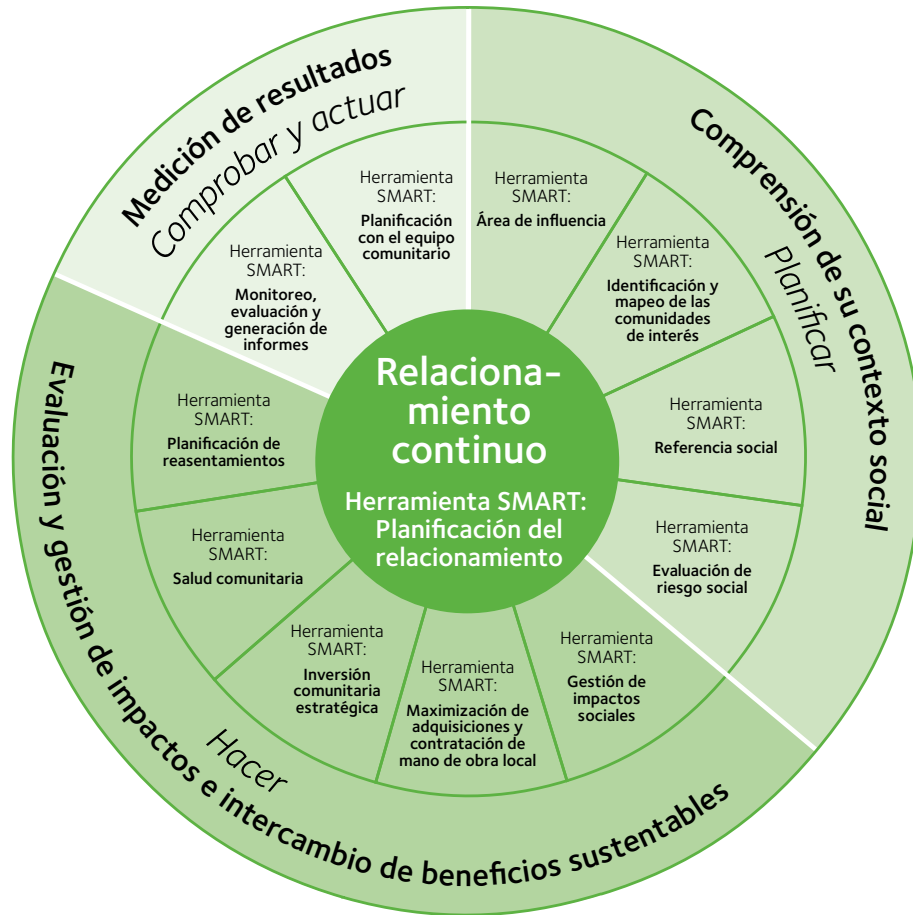 Medición de resultados
Comprobar y actuar
Comprensión de su contexto social
Planificar
Evaluación y gestión de impactos e intercambio de beneficios sustentables
Hacer
Herramienta
SMART:
Planificación
con el equipo
comunitario
Herramienta
SMART:
Área de influencia
Herramienta
SMART:
Identificación y
mapeo de las
comunidades
de interés
Herramienta
SMART:
Referencia social
Herramienta
SMART:
Evaluación de
riesgo social
Herramienta
SMART:
Gestión de
impactos
sociales
Herramienta
SMART:
Maximización de
adquisiciones y
contratación de
mano de obra local
Herramienta
SMART:
Inversión
comunitaria
estratégica
Herramienta
SMART:
Salud comunitaria
Herramienta
SMART:
Planificación de
reasentamientos
Herramienta
SMART:
Monitoreo,
evaluación y
generación de
informes
Relaciona-
miento
continuo
Herramienta SMART:
Planificación del
relacionamiento